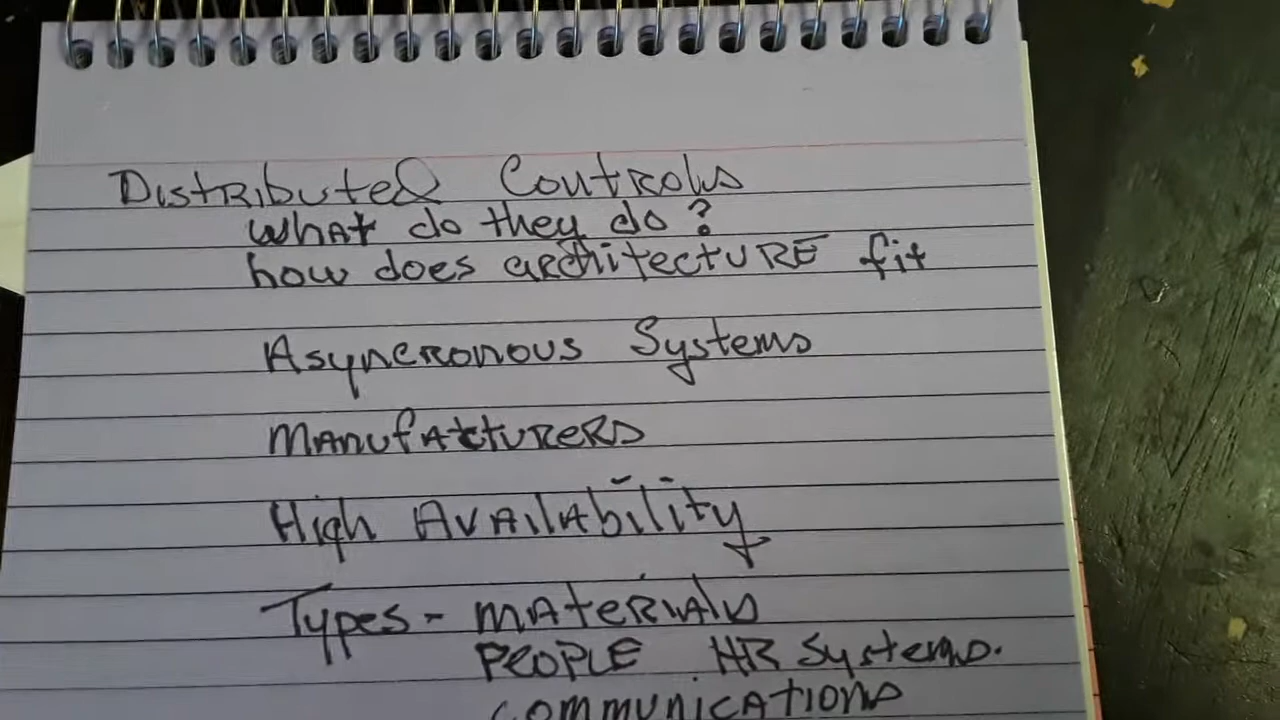 Distributed Controls
What do they do?
how does architecture fit
Asyncronous Systems
Manufacturers
High Availability
Types - Materials
People HR Systems.
Communications